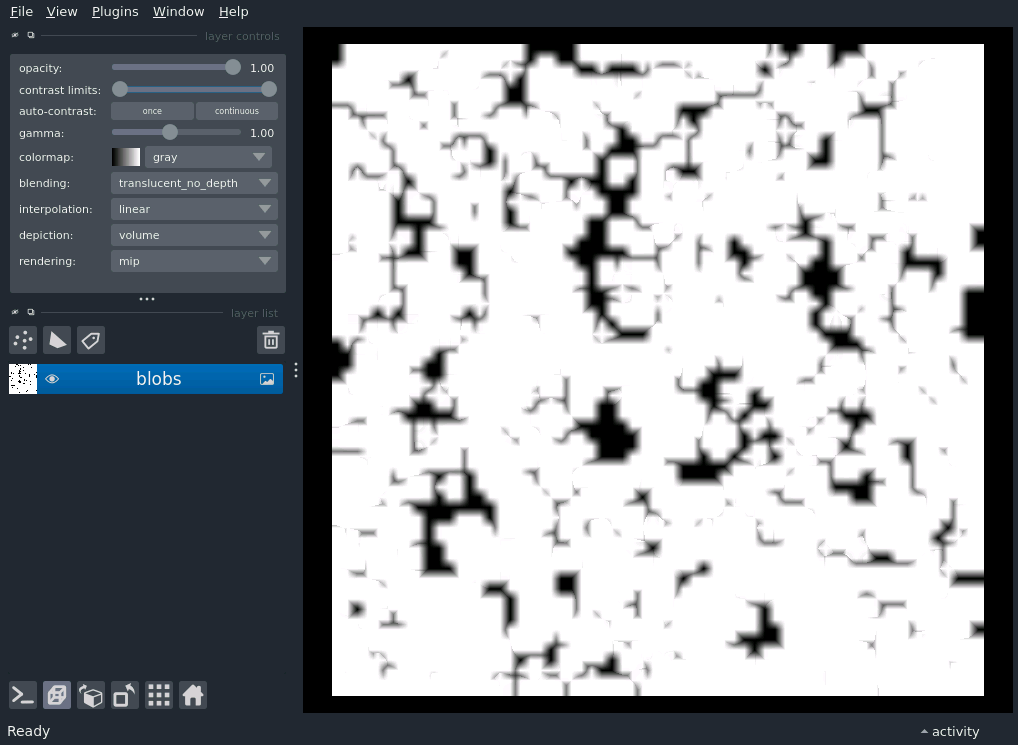 File View Plugins Window Help
layer controls
opacity: 1.00
contrast limits:
auto-contrast: once continuous
gamma: 1.00
colormap: gray
blending: translucent_no_depth
interpolation: linear
depiction: volume
rendering: mip
layer list
blobs
Ready
activity